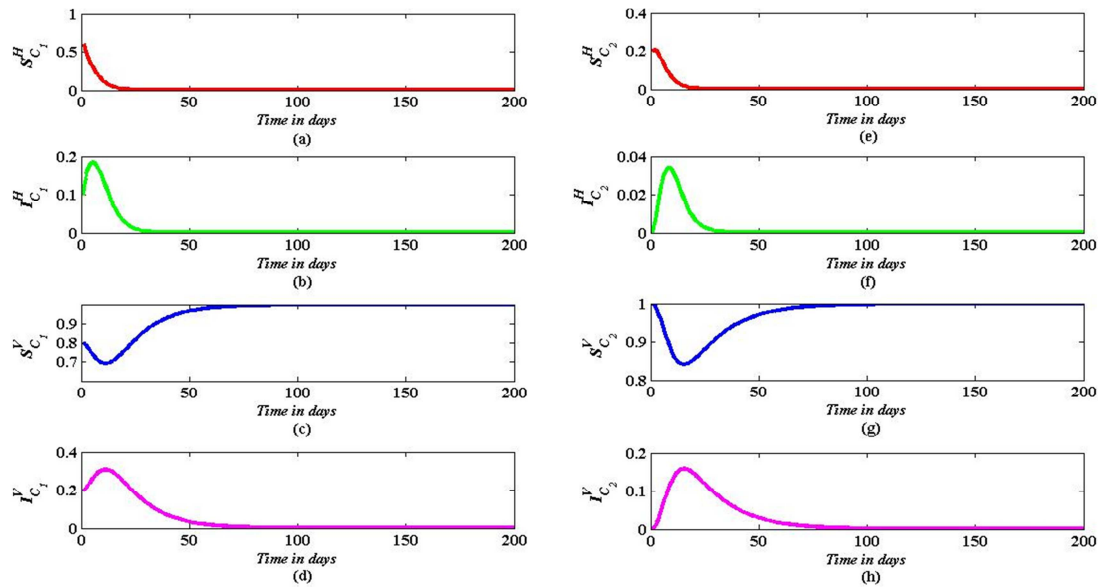 1
0.5
0
S^H_{C_1}
0 50 100 150 200
Time in days
(a)
0.2
0.1
0
I^H_{C_1}
0 50 100 150 200
Time in days
(b)
0.9
0.8
0.7
S^V_{C_1}
0 50 100 150 200
Time in days
(c)
0.4
0.2
0
I^V_{C_1}
0 50 100 150 200
Time in days
(d)
0.4
0.2
0
S^H_{C_2}
0 50 100 150 200
Time in days
(e)
0.04
0.02
0
I^H_{C_2}
0 50 100 150 200
Time in days
(f)
1
0.9
0.8
S^V_{C_2}
0 50 100 150 200
Time in days
(g)
0.2
0.1
0
I^V_{C_2}
0 50 100 150 200
Time in days
(h)